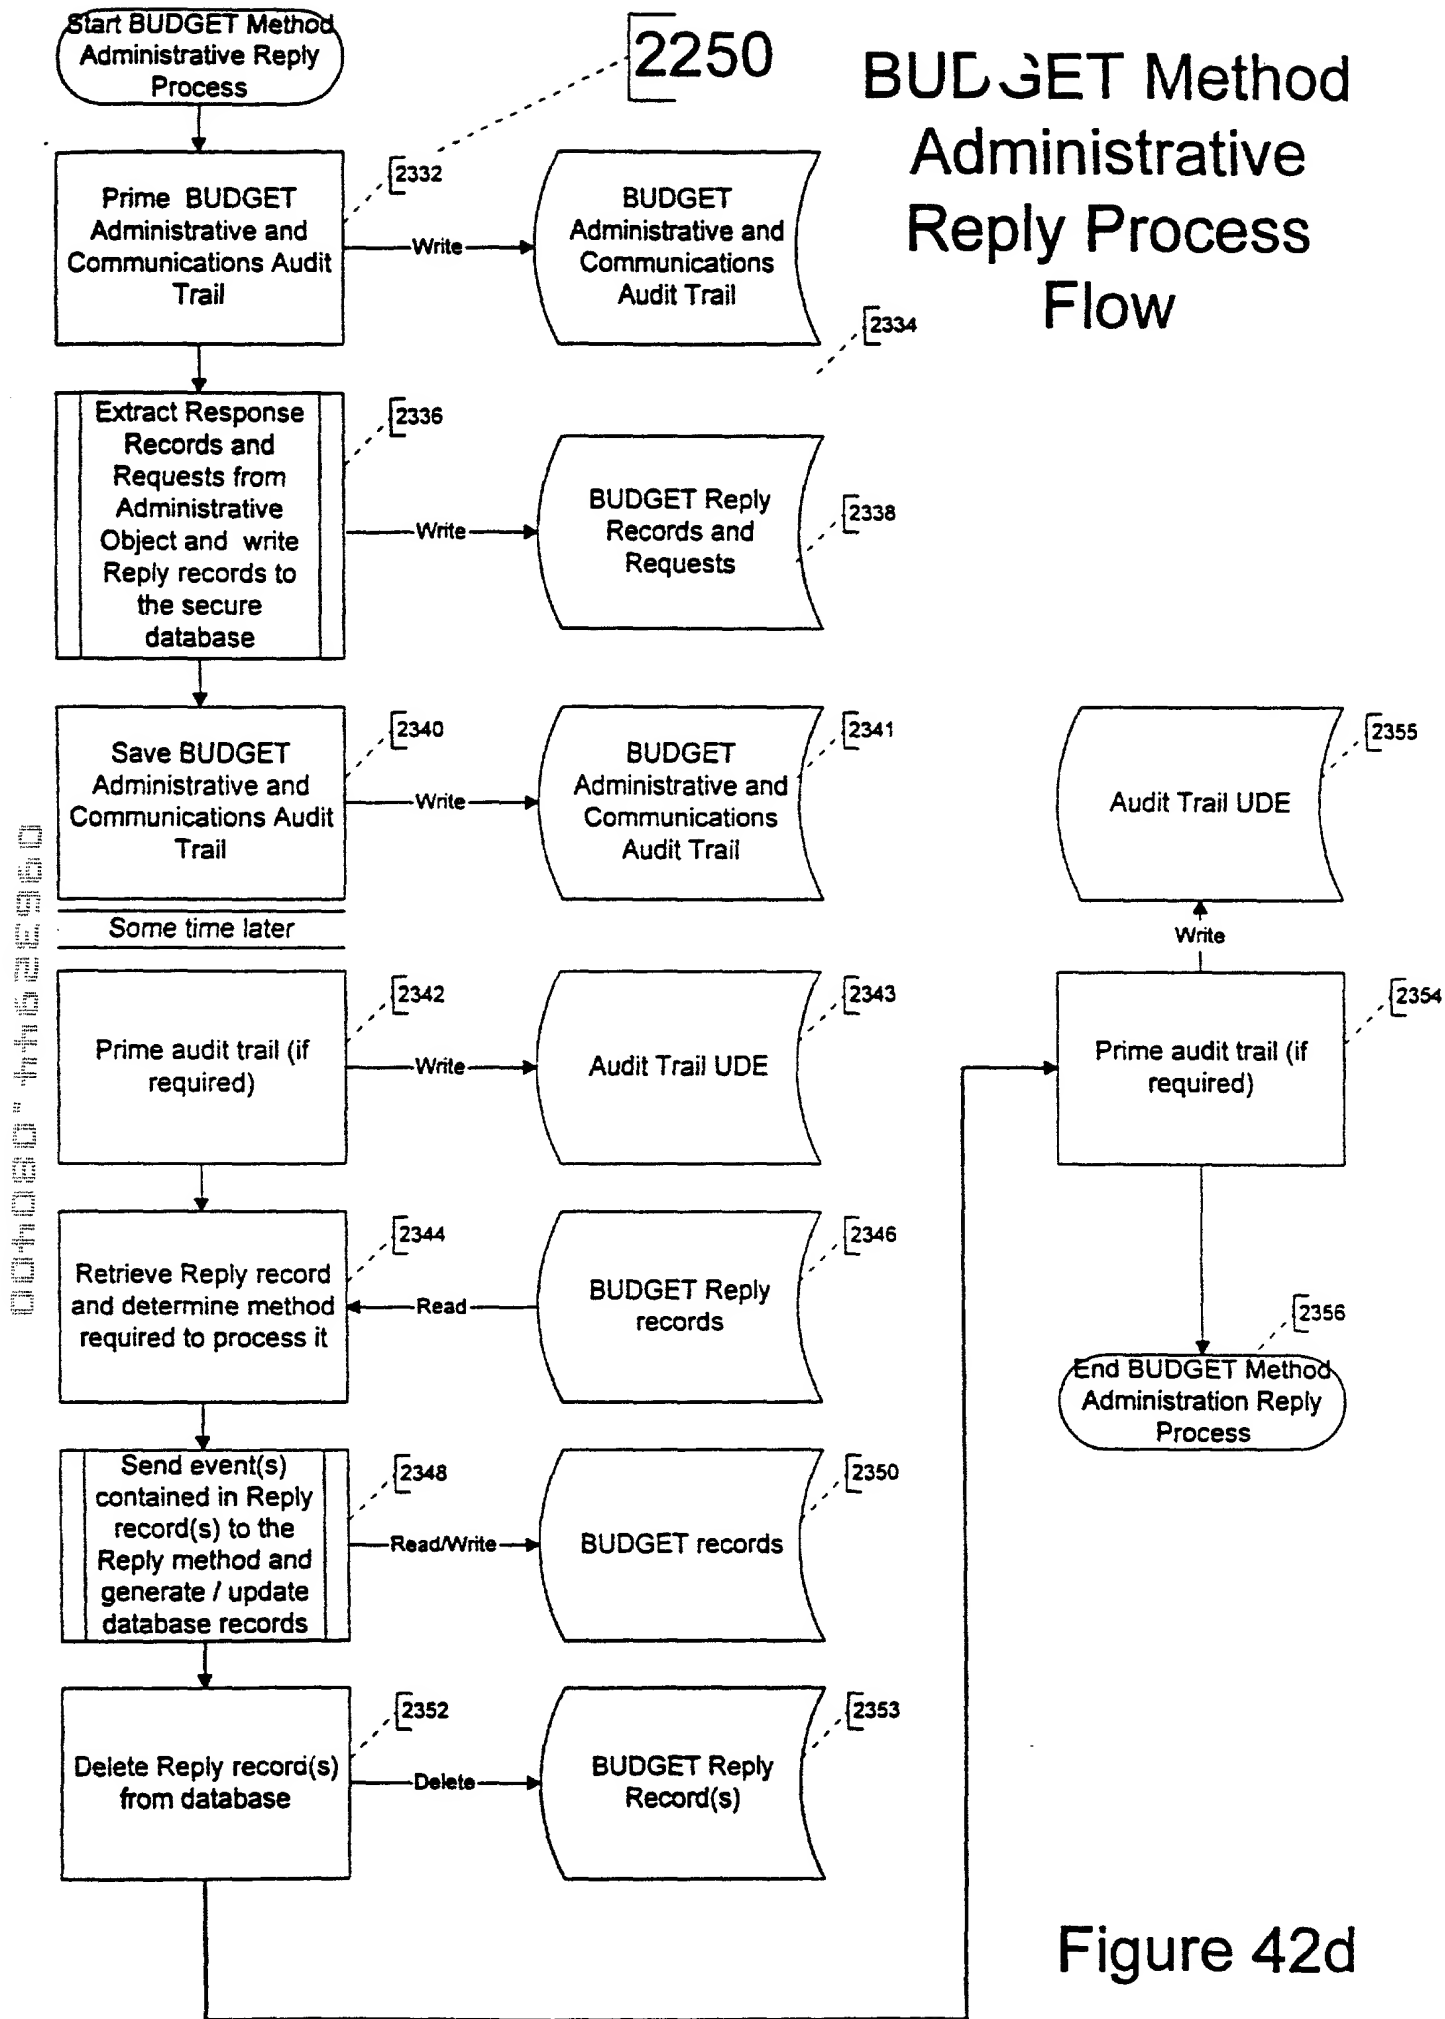 Start BUDGET Method
Administrative Reply
Process
2250
BUDGET Method
Administrative
Reply Process
Flow
Prime BUDGET
Administrative and
Communications Audit
Trail
2332
Write
BUDGET
Administrative and
Communications
Audit Trail
2334
Extract Response
Records and
Requests from
Administrative
Object and write
Reply records to
the secure
database
2336
Write
BUDGET Reply
Records and
Requests
2338
Save BUDGET
Administrative and
Communications Audit
Trail
2340
Write
BUDGET
Administrative and
Communications
Audit Trail
2341
Audit Trail UDE
2355
Some time later
Write
Prime audit trail (if
required)
2342
Write
Audit Trail UDE
2343
Prime audit trail (if
required)
2354
Retrieve Reply record
and determine method
required to process it
2344
Read
BUDGET Reply
records
2346
2356
End BUDGET Method
Administration Reply
Process
Send event(s)
contained in Reply
record(s) to the
Reply method and
generate / update
database records
2348
Read/Write
BUDGET records
2350
Delete Reply record(s)
from database
2352
Delete
BUDGET Reply
Record(s)
2353
Figure 42d